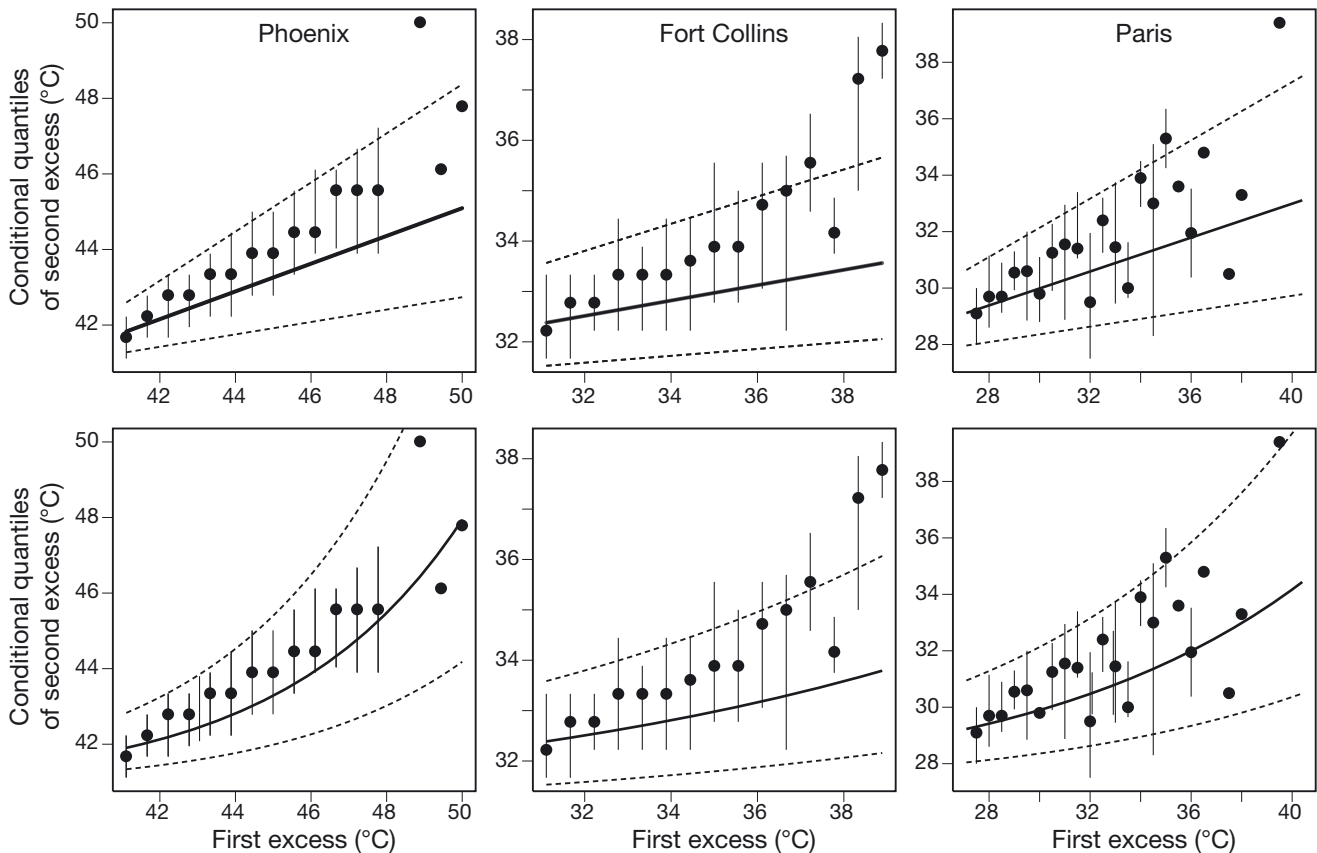 Phoenix
Fort Collins
Paris
Conditional quantiles
of second excess (°C)
50
48
46
44
42
42 44 46 48 50
38
36
34
32
32 34 36 38
38
36
34
32
30
28
28 32 36 40
Conditional quantiles
of second excess (°C)
50
48
46
44
42
42 44 46 48 50
First excess (°C)
38
36
34
32
32 34 36 38
First excess (°C)
38
36
34
32
30
28
28 32 36 40
First excess (°C)